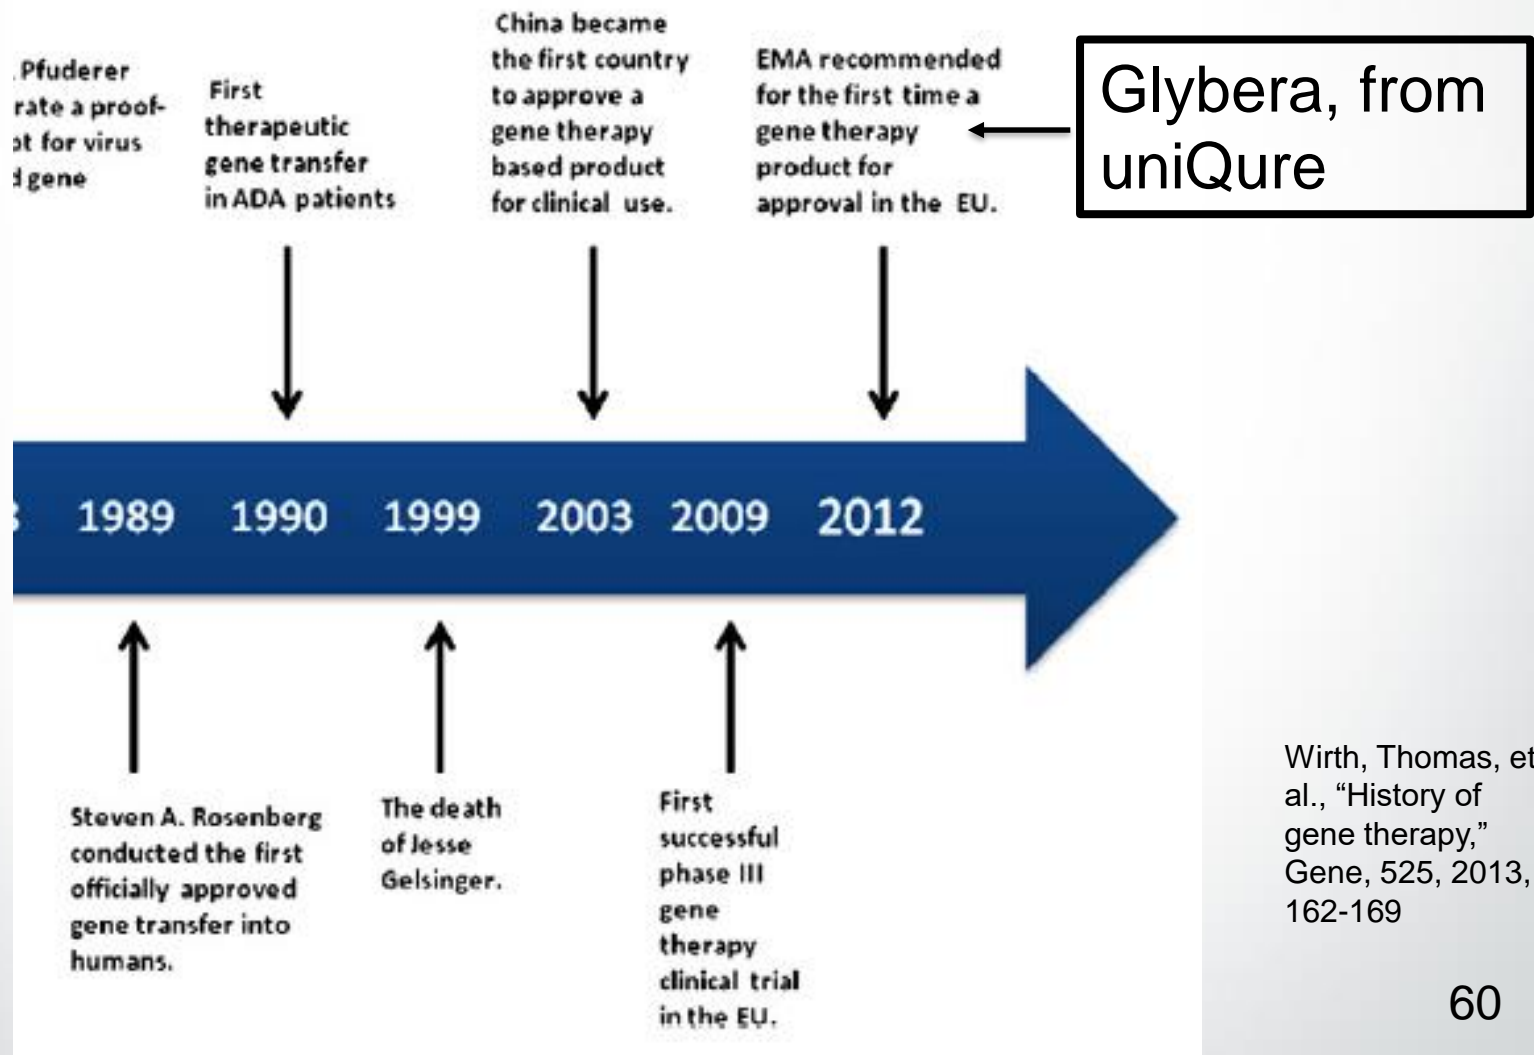 Pfuderer
rate a proof-
pt for virus
d gene
First
therapeutic
gene transfer
in ADA patients
China became
the first country
to approve a
gene therapy
based product
for clinical use.
EMA recommended
for the first time a
gene therapy
product for
approval in the EU.
Glybera, from
uniQure
1989 1990 1999 2003 2009 2012
Steven A. Rosenberg
conducted the first
officially approved
gene transfer into
humans.
The death
of Jesse
Gelsinger.
First
successful
phase III
gene
therapy
clinical trial
in the EU.
Wirth, Thomas, et
al., “History of
gene therapy,”
Gene, 525, 2013,
162-169
60